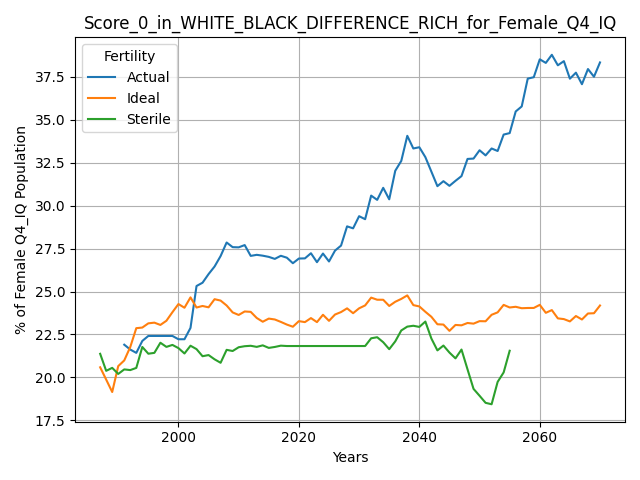 Score_0_in_WHITE_BLACK_DIFFERENCE_RICH_for_Female_Q4_IQ
Fertility
Actual
Ideal
Sterile
% of Female Q4_IQ Population
37.5
35.0
32.5
30.0
27.5
25.0
22.5
20.0
17.5
2000
2020
2040
2060
Years